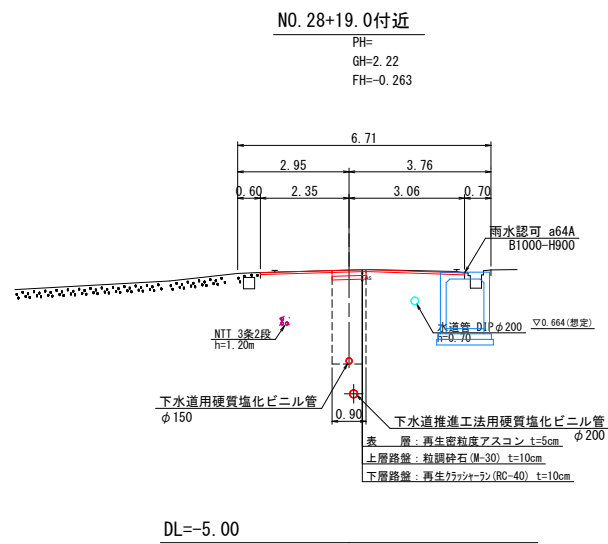 NO.28+19.0付近
PH=
GH=2.22
FH=-0.263
6.71
2.95
3.76
0.60
2.35
3.06
0.70
雨水認可 a64A
B1000-H900
NTT 3条2段
h=1.20m
水道管 DIPφ200
h=0.70
▽0.664(想定)
下水道用硬質塩化ビニル管
φ150
0.90
下水道推進工法用硬質塩化ビニル管
φ200
表 層:再生密粒度アスコン t=5cm
上層路盤:粒調砕石(M-30) t=10cm
下層路盤:再生クラッシャーラン(RC-40) t=10cm
DL=-5.00